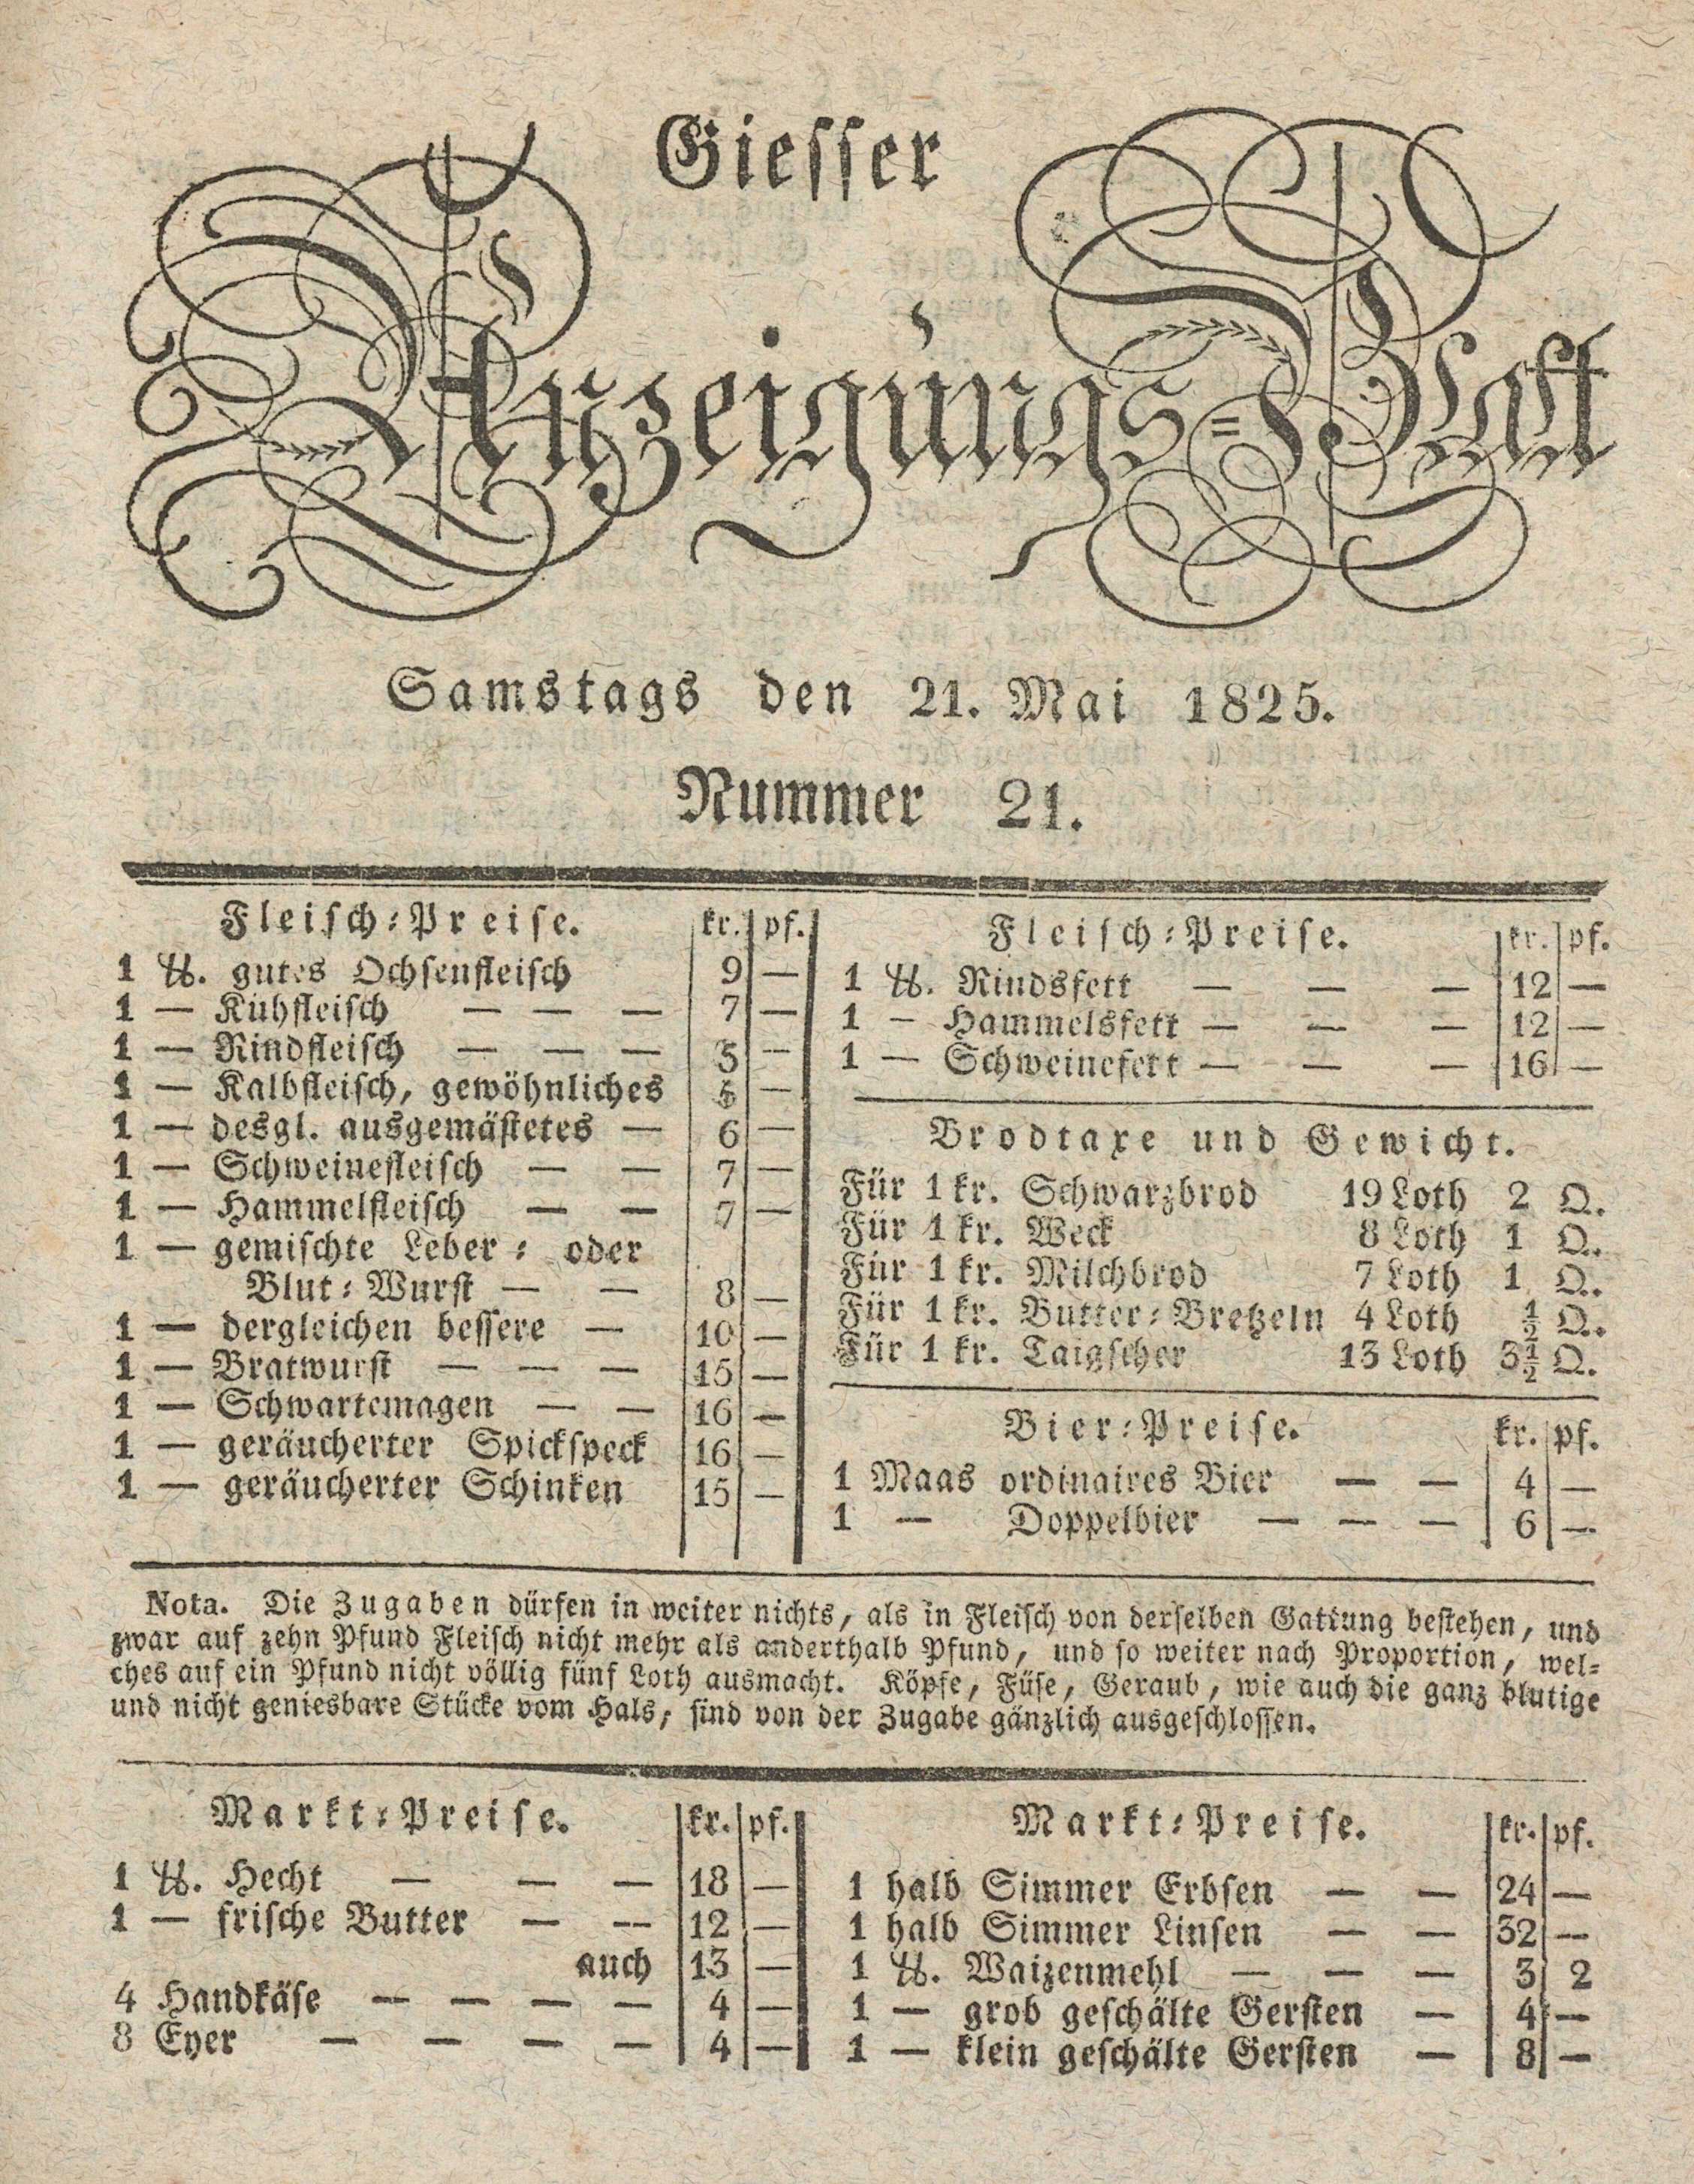 Giesser
Anzeigungs-Blatt
Samstags den 21. Mai 1825.
Nummer 21.
Fleisch-Preise. kr. pf.
1 ℔. gutes Ochsenfleisch 9 —
1 — Kühfleisch — — — 7 —
1 — Rindfleisch — — — 5 —
1 — Kalbfleisch, gewöhnliches —
1 — desgl. ausgemästetes — 6 —
1 — Schweinefleisch — — 7 —
1 — Hammelfleisch — — 7 —
1 — gemischte Leber- oder
Blut-Wurst — — 8 —
1 — dergleichen bessere — 10 —
1 — Bratwurst — — — 15 —
1 — Schwartemagen — — 16 —
1 — geräucherter Spickspeck 16 —
1 — geräucherter Schinken 15 —
Fleisch-Preise. kr. pf.
1 ℔. Rindsfett — — — 12 —
1 — Hammelsfett — — — 12 —
1 — Schweinefett — — — 16 —
Brodtaxe und Gewicht.
Für 1 kr. Schwarzbrod 19 Loth 2 Q.
Für 1 kr. Weck 8 Loth 1 Q.
Für 1 kr. Milchbrod 7 Loth 1 Q.
Für 1 kr. Butter-Bretzeln 4 Loth ½ Q.
Für 1 kr. Taigscher 13 Loth 3½ Q.
Bier-Preise. kr. pf.
1 Maas ordinaires Bier — — 4 —
1 — Doppelbier — — — 6 —
Nota. Die Zugaben dürfen in weiter nichts, als in Fleisch von derselben Gattung bestehen, und
zwar auf zehn Pfund Fleisch nicht mehr als anderthalb Pfund, und so weiter nach Proportion, wel-
ches auf ein Pfund nicht völlig fünf Loth ausmacht. Köpfe, Füse, Geraub, wie auch die ganz blutige
und nicht geniesbare Stücke vom Hals, sind von der Zugabe gänzlich ausgeschlossen.
Markt-Preise. kr. pf.
1 ℔. Hecht — — — 18 —
1 — frische Butter — — 12 —
auch 13 —
4 Handkäse — — — — 4 —
8 Eyer — — — — 4 —
Markt-Preise. kr. pf.
1 halb Simmer Erbsen — — 24 —
1 halb Simmer Linsen — — 32 —
1 ℔. Waizenmehl — — — 3 2
1 — grob geschälte Gersten — 4 —
1 — klein geschälte Gersten — 8 —